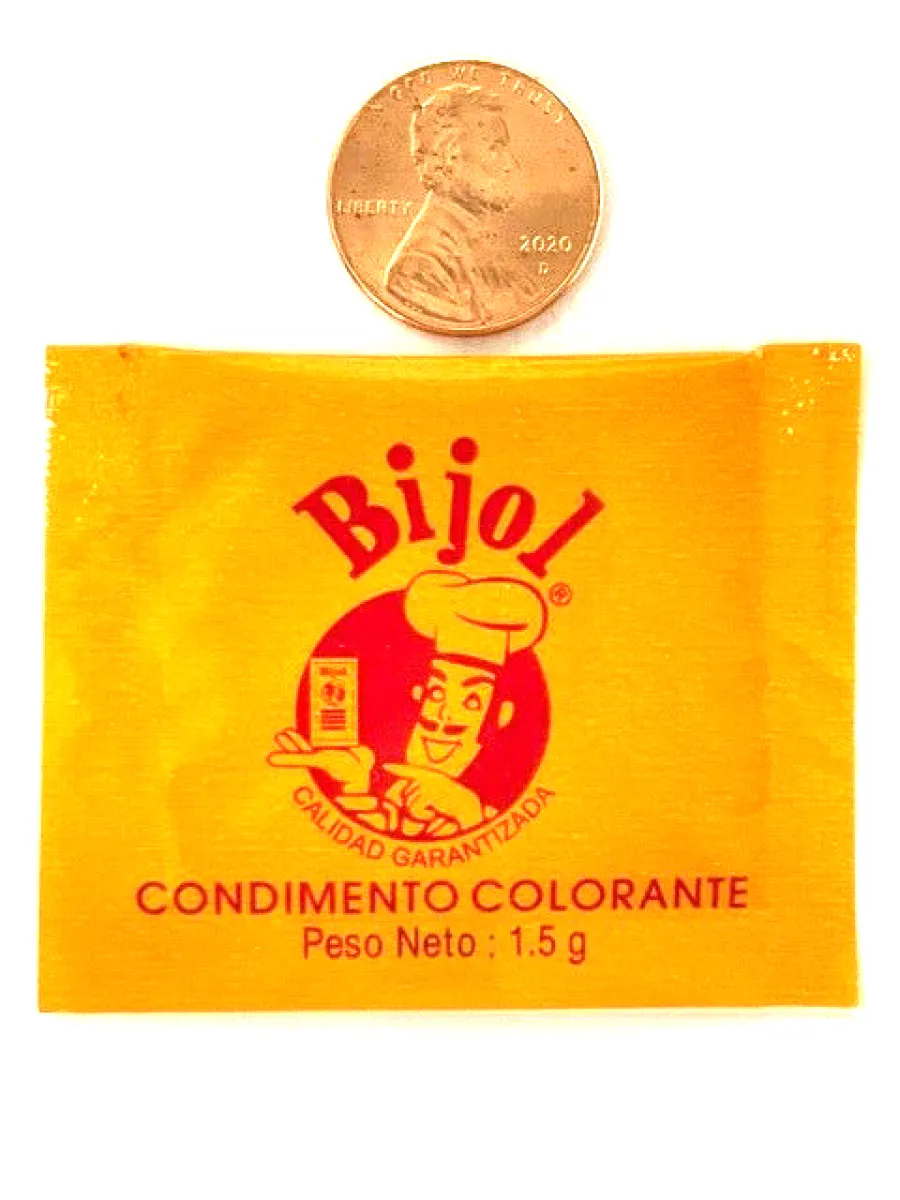 IN GOD WE TRUST
LIBERTY
2020
D
Bijol®
Bijol
CALIDAD GARANTIZADA
CONDIMENTO COLORANTE
Peso Neto : 1.5 g